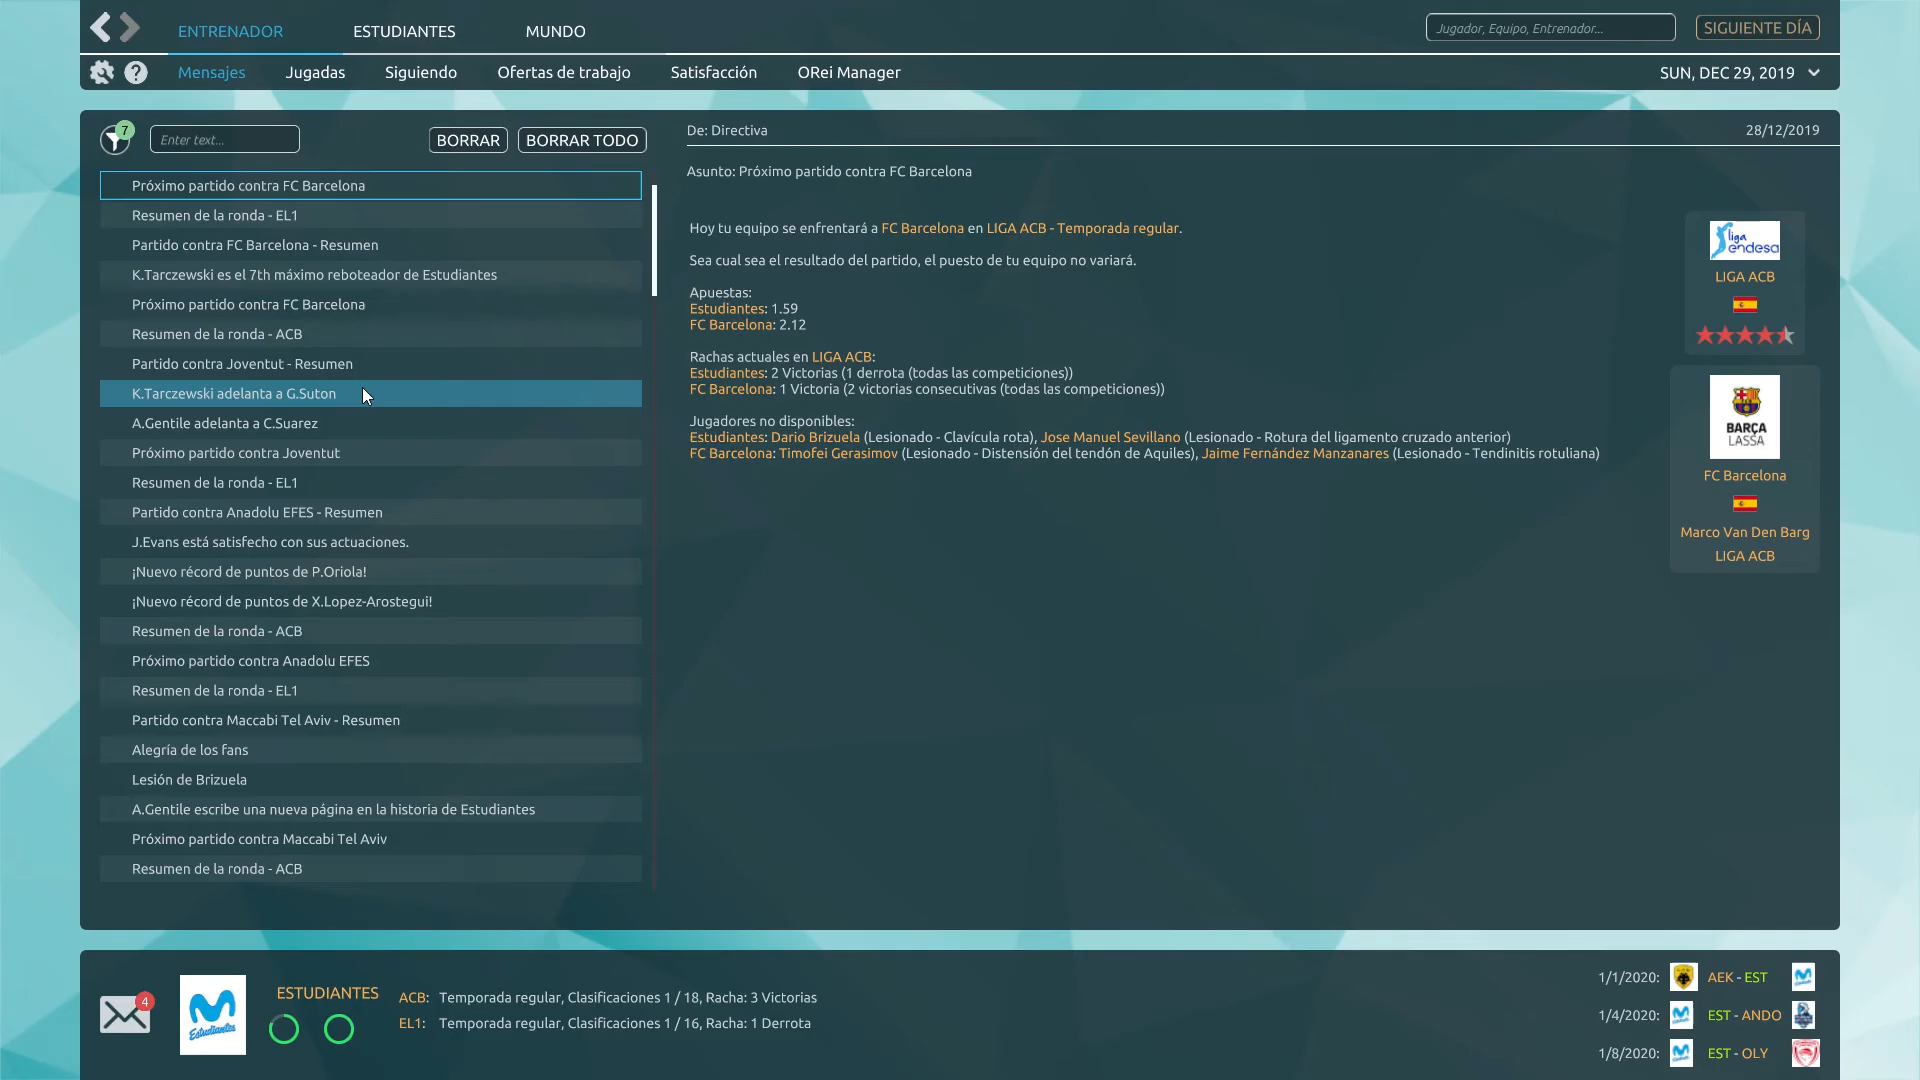 ENTRENADOR
ESTUDIANTES
MUNDO
Jugador, Equipo, Entrenador...
SIGUIENTE DÍA
?
Mensajes
Jugadas
Siguiendo
Ofertas de trabajo
Satisfacción
ORei Manager
SUN, DEC 29, 2019
7
Enter text...
BORRAR
BORRAR TODO
Próximo partido contra FC Barcelona
Resumen de la ronda - EL1
Partido contra FC Barcelona - Resumen
K.Tarczewski es el 7th máximo reboteador de Estudiantes
Próximo partido contra FC Barcelona
Resumen de la ronda - ACB
Partido contra Joventut - Resumen
K.Tarczewski adelanta a G.Suton
A.Gentile adelanta a C.Suarez
Próximo partido contra Joventut
Resumen de la ronda - EL1
Partido contra Anadolu EFES - Resumen
J.Evans está satisfecho con sus actuaciones.
¡Nuevo récord de puntos de P.Oriola!
¡Nuevo récord de puntos de X.Lopez-Arostegui!
Resumen de la ronda - ACB
Próximo partido contra Anadolu EFES
Resumen de la ronda - EL1
Partido contra Maccabi Tel Aviv - Resumen
Alegría de los fans
Lesión de Brizuela
A.Gentile escribe una nueva página en la historia de Estudiantes
Próximo partido contra Maccabi Tel Aviv
Resumen de la ronda - ACB
De: Directiva
28/12/2019
Asunto: Próximo partido contra FC Barcelona
Hoy tu equipo se enfrentará a FC Barcelona en LIGA ACB - Temporada regular.
Sea cual sea el resultado del partido, el puesto de tu equipo no variará.
Apuestas:
Estudiantes: 1.59
FC Barcelona: 2.12
Rachas actuales en LIGA ACB:
Estudiantes: 2 Victorias (1 derrota (todas las competiciones))
FC Barcelona: 1 Victoria (2 victorias consecutivas (todas las competiciones))
Jugadores no disponibles:
Estudiantes: Dario Brizuela (Lesionado - Clavícula rota), Jose Manuel Sevillano (Lesionado - Rotura del ligamento cruzado anterior)
FC Barcelona: Timofei Gerasimov (Lesionado - Distensión del tendón de Aquiles), Jaime Fernández Manzanares (Lesionado - Tendinitis rotuliana)
liga
endesa
LIGA ACB
BARÇA
LASSA
FC Barcelona
Marco Van Den Barg
LIGA ACB
4
Estudiantes
ESTUDIANTES
ACB: Temporada regular, Clasificaciones 1 / 18, Racha: 3 Victorias
EL1: Temporada regular, Clasificaciones 1 / 16, Racha: 1 Derrota
1/1/2020: AEK - EST
1/4/2020: EST - ANDO
1/8/2020: EST - OLY